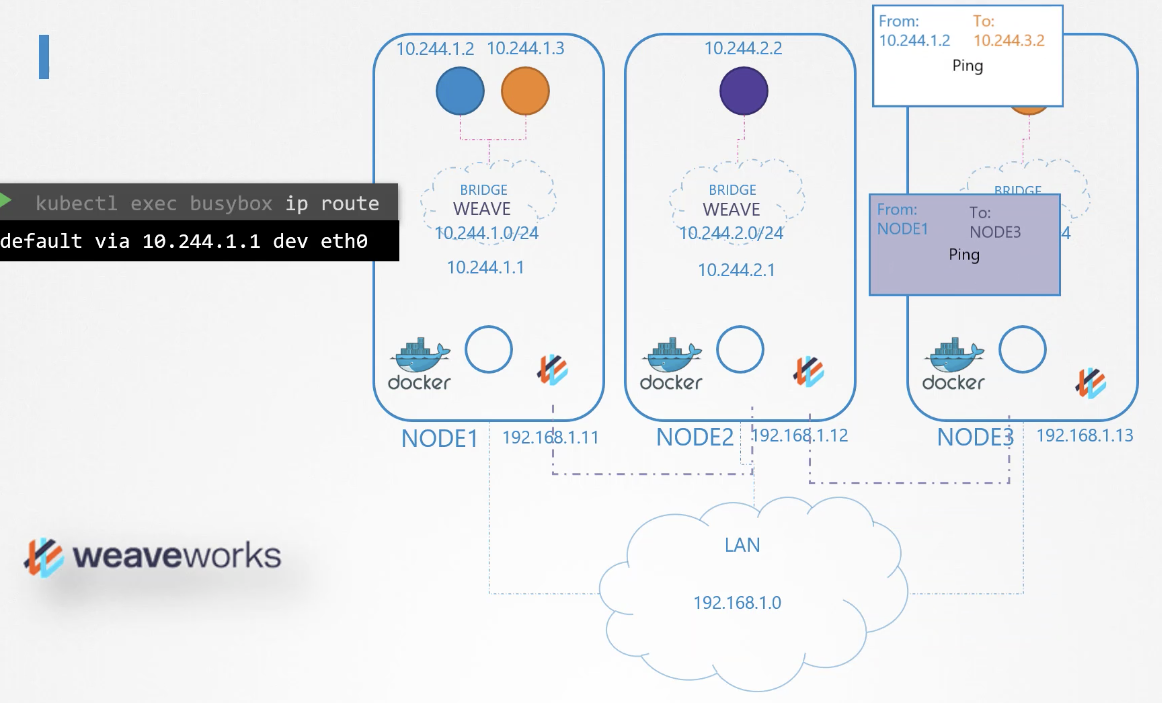 10.244.1.2 10.244.1.3
10.244.2.2
From: To:
10.244.1.2 10.244.3.2
Ping
kubectl exec busybox ip route
default via 10.244.1.1 dev eth0
BRIDGE
WEAVE
10.244.1.0/24
10.244.1.1
BRIDGE
WEAVE
10.244.2.0/24
10.244.2.1
BRIDGE
From: To:
NODE1 NODE3
Ping
4
docker
docker
docker
NODE1 192.168.1.11
NODE2 192.168.1.12
NODE3 192.168.1.13
weaveworks
LAN
192.168.1.0